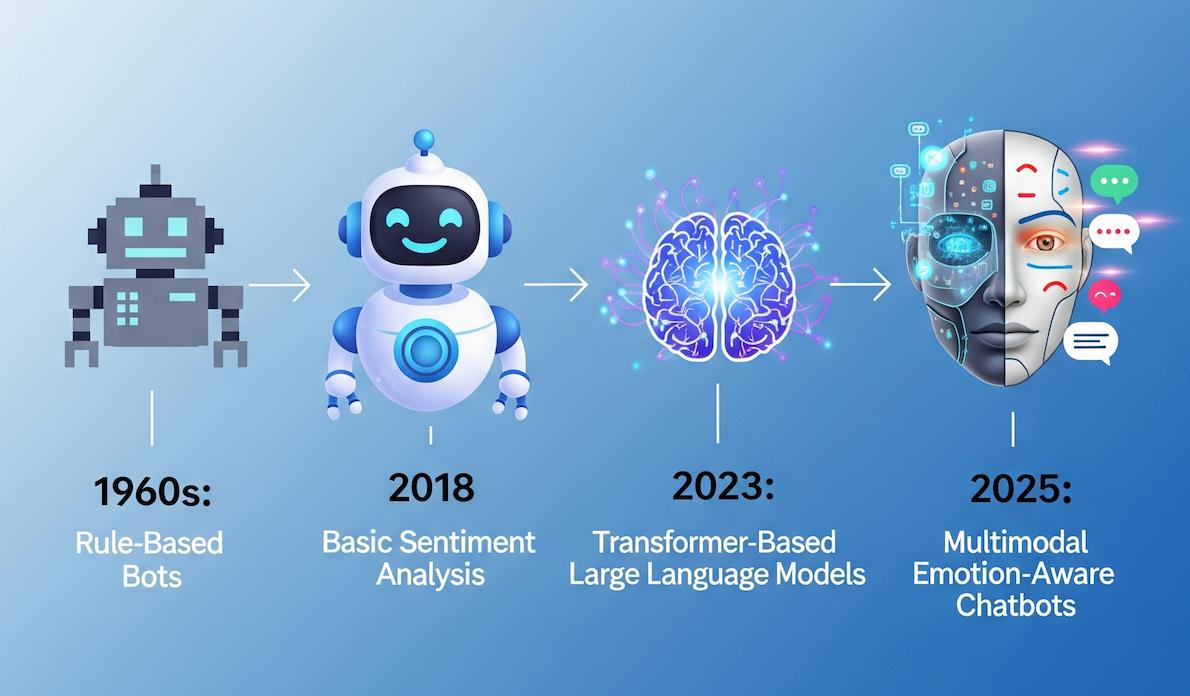 1960s:
Rule-Based
Bots
2018
Basic Sentiment
Analysis
2023:
Transformer-Based
Large Language Models
2025:
Multimodal
Emotion-Aware
Chatbots